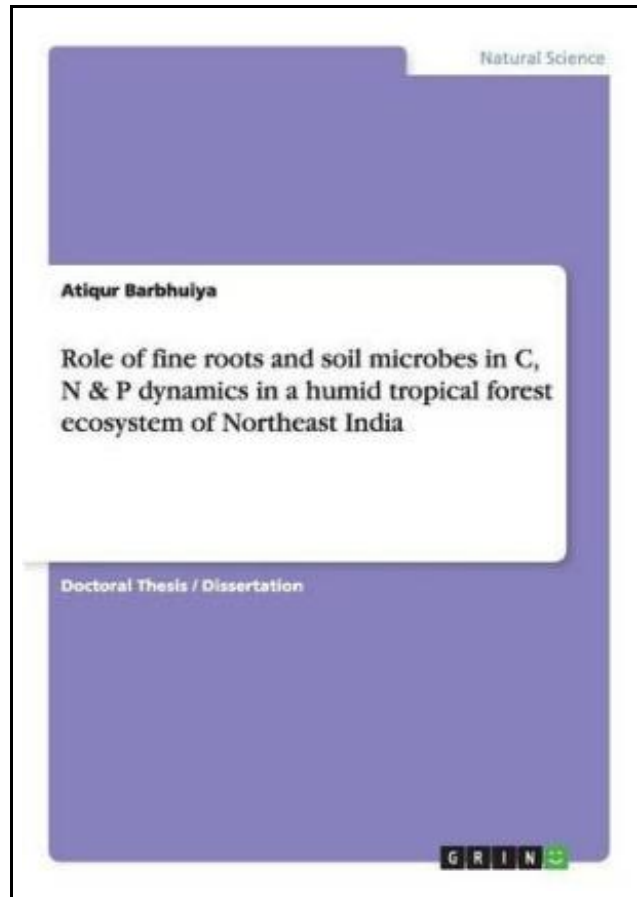 Natural Science
Atiqur Barbhuiya
Role of fine roots and soil microbes in C,
N & P dynamics in a humid tropical forest
ecosystem of Northeast India
Doctoral Thesis / Dissertation
GRIN